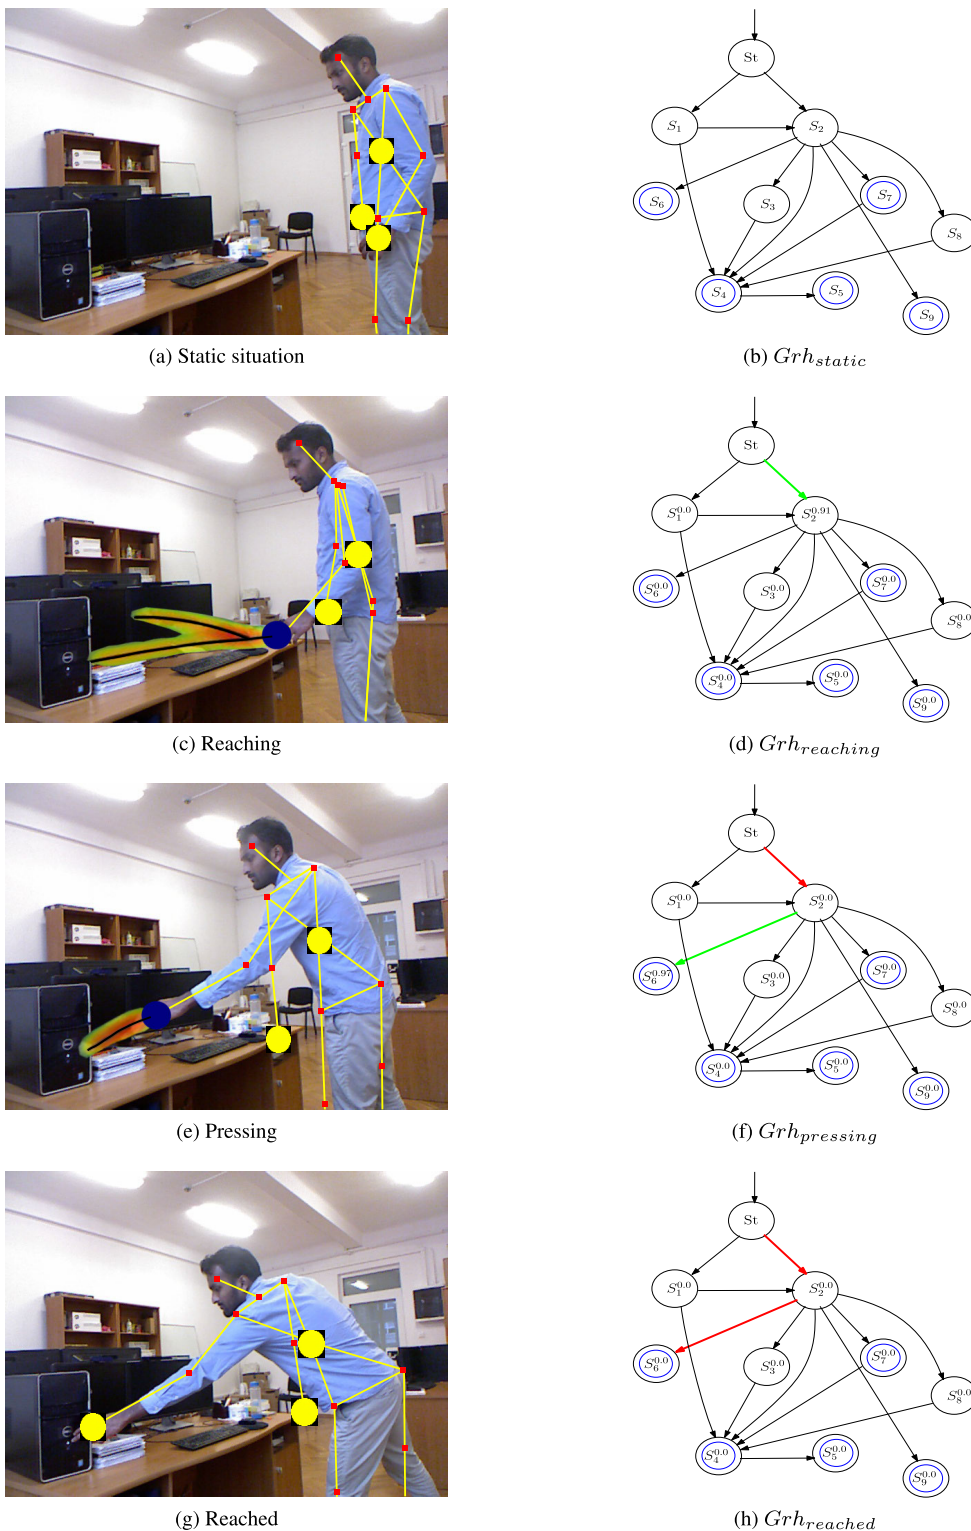 St
S₁ S₂
S₆ S₃ S₇
S₈
S₄ S₅
S₉
(a) Static situation (b) Grh_static
St
S₁^0.0 S₂^0.91
S₆^0.0 S₃^0.0 S₇^0.0
S₈^0.0
S₄^0.0 S₅^0.0
S₉^0.0
(c) Reaching (d) Grh_reaching
St
S₁^0.0 S₂^0.0
S₆^0.97 S₃^0.0 S₇^0.0
S₈^0.0
S₄^0.0 S₅^0.0
S₉^0.0
(e) Pressing (f) Grh_pressing
St
S₁^0.0 S₂^0.0
S₆^0.0 S₃^0.0 S₇^0.0
S₈^0.0
S₄^0.0 S₅^0.0
S₉^0.0
(g) Reached (h) Grh_reached